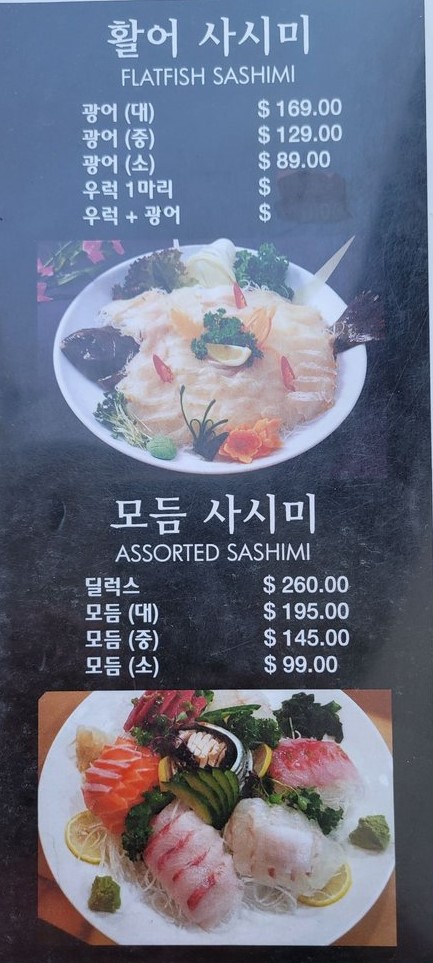 활어 사시미
FLATFISH SASHIMI
광어 (대) $ 169.00
광어 (중) $ 129.00
광어 (소) $ 89.00
우럭 1마리 $
우럭 + 광어 $
모듬 사시미
ASSORTED SASHIMI
딜럭스 $ 260.00
모듬 (대) $ 195.00
모듬 (중) $ 145.00
모듬 (소) $ 99.00